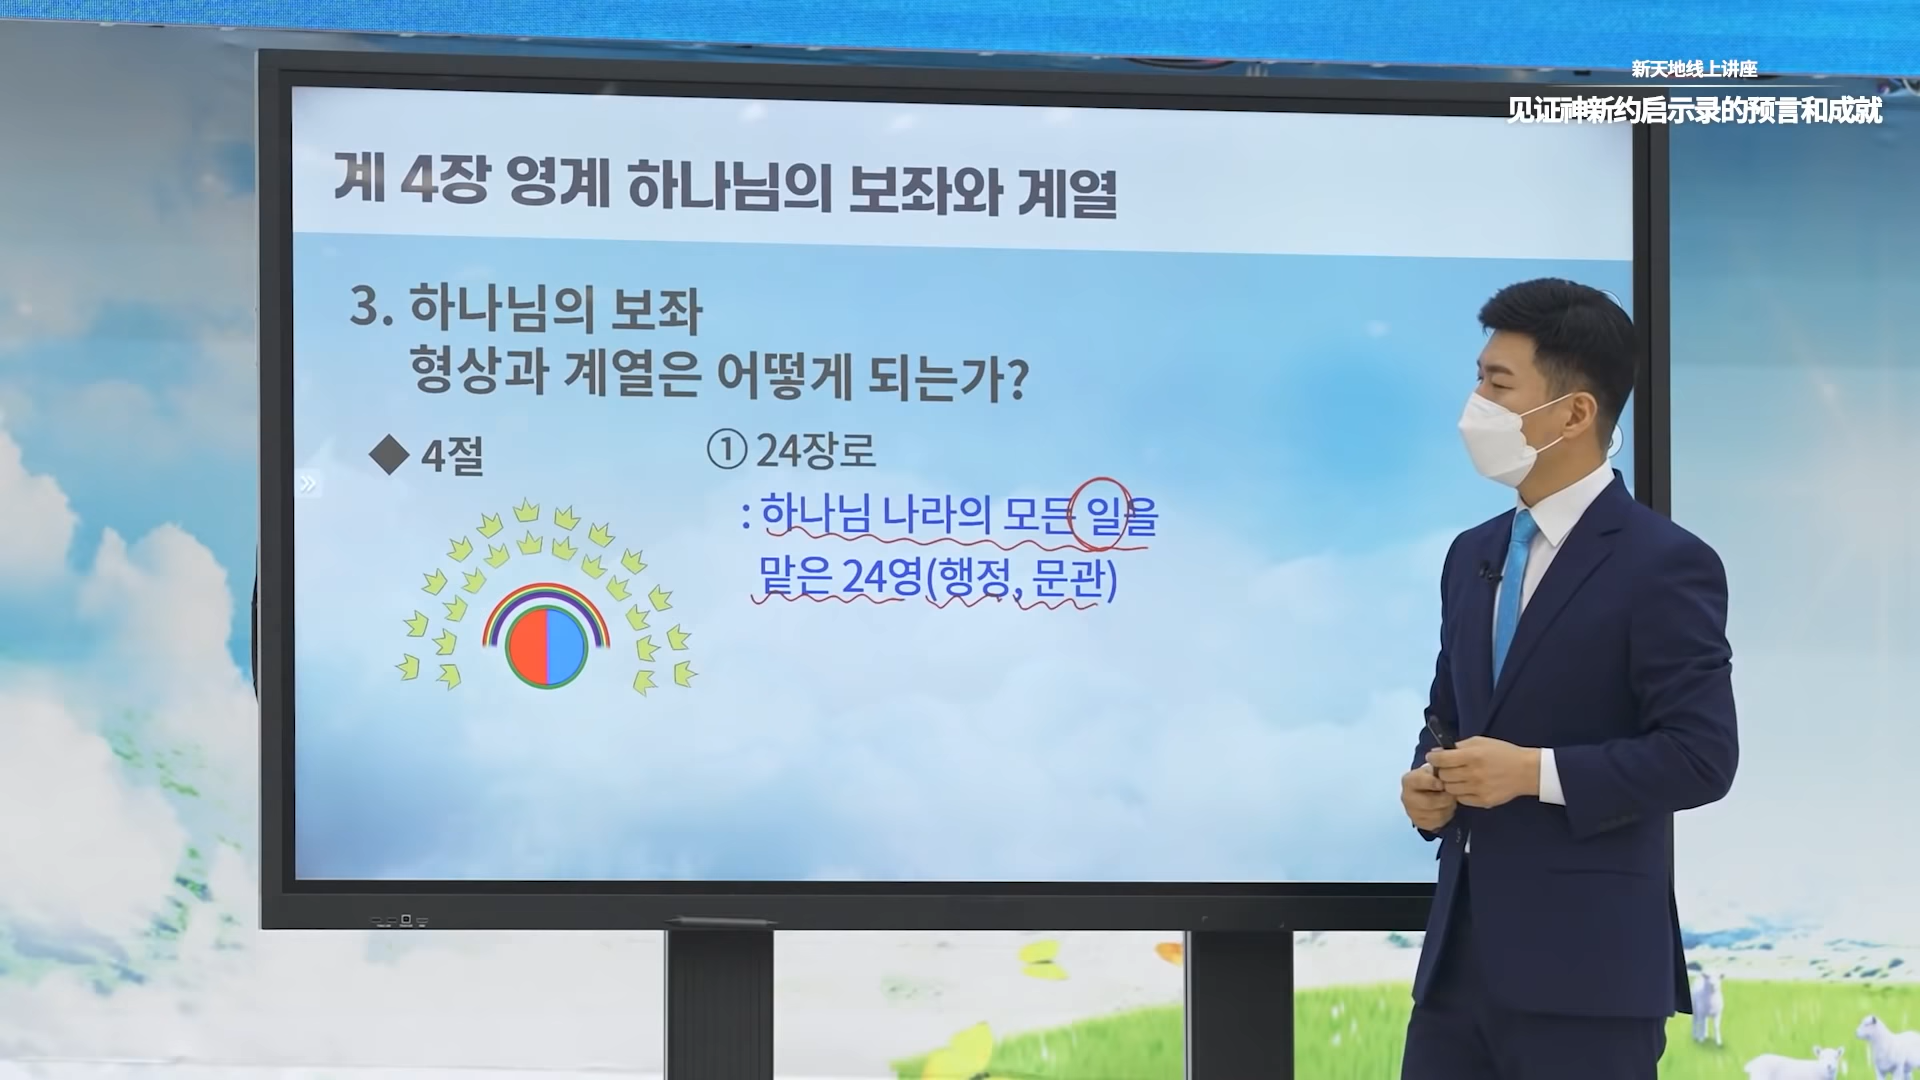 新天地线上讲座
见证神新约启示录的预言和成就
계 4장 영계 하나님의 보좌와 계열
3. 하나님의 보좌
형상과 계열은 어떻게 되는가?
◆ 4절
① 24장로
: 하나님 나라의 모든 일을
맡은 24영(행정, 문관)